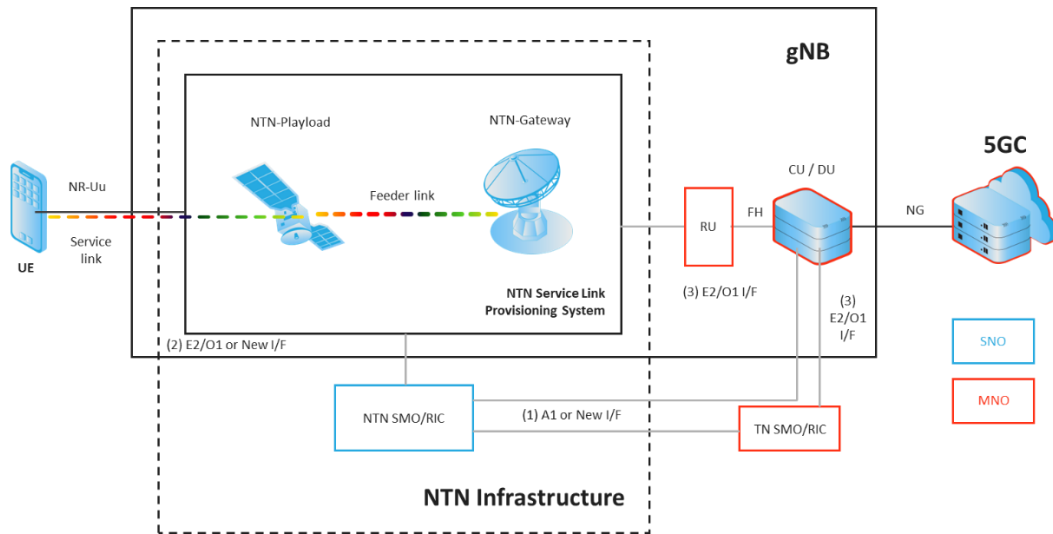 gNB
NTN-Playload
NTN-Gateway
5GC
CU / DU
NR-Uu
Feeder link
Service
link
UE
RU
FH
NG
NTN Service Link
Provisioning System
(3) E2/O1 I/F
(3)
E2/O1
I/F
(2) E2/O1 or New I/F
SNO
MNO
NTN SMO/RIC
(1) A1 or New I/F
TN SMO/RIC
NTN Infrastructure